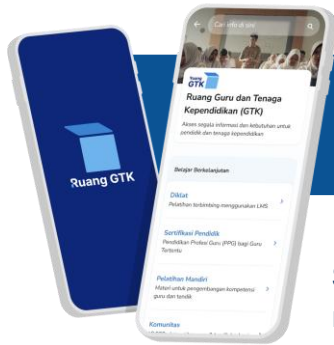 Ruang GTK
Cari info di sini
Ruang
GTK
Ruang Guru dan Tenaga
Kependidikan (GTK)
Akses segala informasi dan kebutuhan untuk
pendidik dan tenaga kependidikan
Belajar Berkelanjutan
Diklat
Pelatihan terbimbing menggunakan LMS
Sertifikasi Pendidik
Pendidikan Profesi Guru (PPG) bagi Guru
Tertentu
Pelatihan Mandiri
Materi untuk pengembangan kompetensi
guru dan tendik
Komunitas